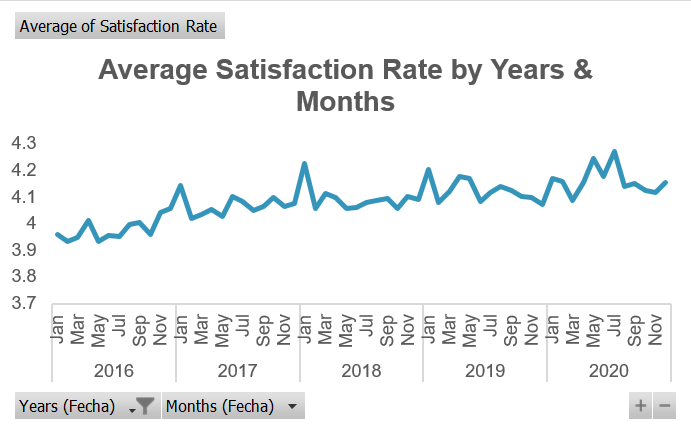 Average of Satisfaction Rate
Average Satisfaction Rate by Years &
Months
4.3
4.2
4.1
4
3.9
3.8
3.7
Jan Mar May Jul Sep Nov Jan Mar May Jul Sep Nov Jan Mar May Jul Sep Nov Jan Mar May Jul Sep Nov Jan Mar May Jul Sep Nov
2016 2017 2018 2019 2020
Years (Fecha) Months (Fecha) + −